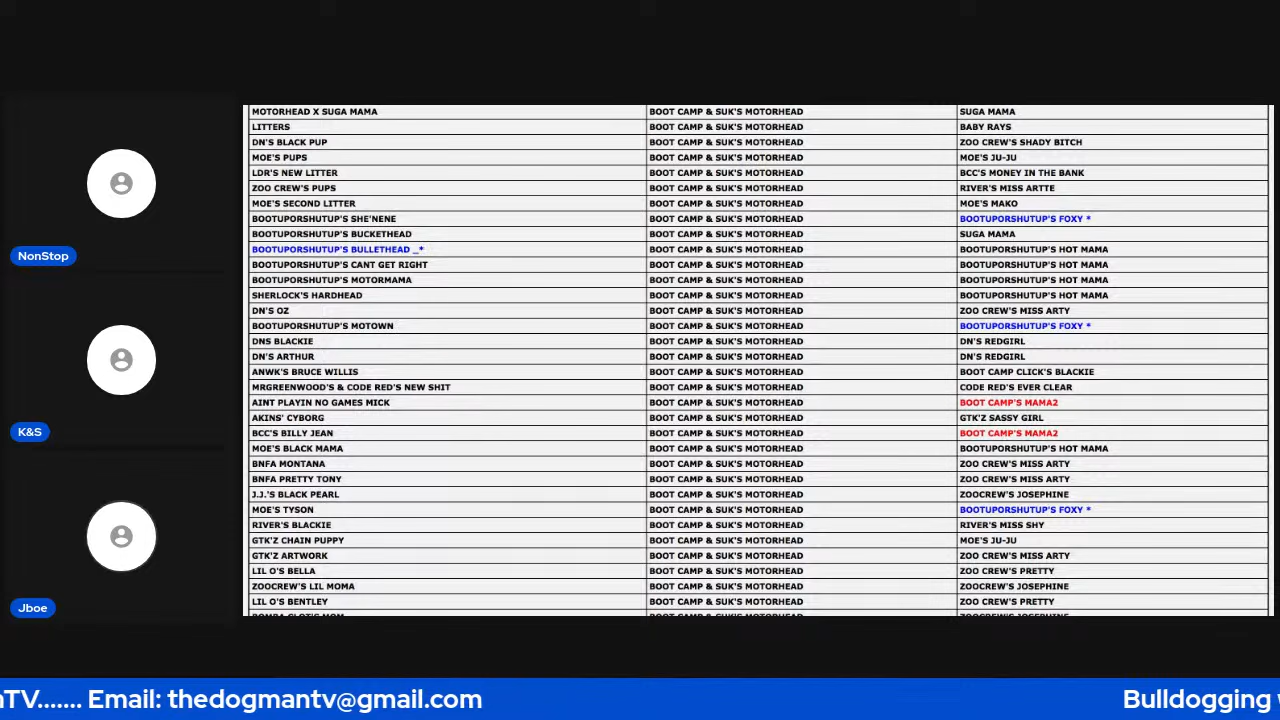 MOTORHEAD X SUGA MAMA BOOT CAMP & SUK'S MOTORHEAD SUGA MAMA
LITTERS BOOT CAMP & SUK'S MOTORHEAD BABY RAYS
DN'S BLACK PUP BOOT CAMP & SUK'S MOTORHEAD ZOO CREW'S SHADY BITCH
MOE'S PUPS BOOT CAMP & SUK'S MOTORHEAD MOE'S JU-JU
LDR'S NEW LITTER BOOT CAMP & SUK'S MOTORHEAD BCC'S MONEY IN THE BANK
ZOO CREW'S PUPS BOOT CAMP & SUK'S MOTORHEAD RIVER'S MISS ARTTE
MOE'S SECOND LITTER BOOT CAMP & SUK'S MOTORHEAD MOE'S MAKO
BOOTUPORSHUTUP'S SHE'NENE BOOT CAMP & SUK'S MOTORHEAD BOOTUPORSHUTUP'S FOXY *
BOOTUPORSHUTUP'S BUCKETHEAD BOOT CAMP & SUK'S MOTORHEAD SUGA MAMA
BOOTUPORSHUTUP'S BULLETHEAD _* BOOT CAMP & SUK'S MOTORHEAD BOOTUPORSHUTUP'S HOT MAMA
BOOTUPORSHUTUP'S CANT GET RIGHT BOOT CAMP & SUK'S MOTORHEAD BOOTUPORSHUTUP'S HOT MAMA
BOOTUPORSHUTUP'S MOTORMAMA BOOT CAMP & SUK'S MOTORHEAD BOOTUPORSHUTUP'S HOT MAMA
SHERLOCK'S HARDHEAD BOOT CAMP & SUK'S MOTORHEAD BOOTUPORSHUTUP'S HOT MAMA
DN'S OZ BOOT CAMP & SUK'S MOTORHEAD ZOO CREW'S MISS ARTY
BOOTUPORSHUTUP'S MOTOWN BOOT CAMP & SUK'S MOTORHEAD BOOTUPORSHUTUP'S FOXY *
DNS BLACKIE BOOT CAMP & SUK'S MOTORHEAD DN'S REDGIRL
DN'S ARTHUR BOOT CAMP & SUK'S MOTORHEAD DN'S REDGIRL
ANWK'S BRUCE WILLIS BOOT CAMP & SUK'S MOTORHEAD BOOT CAMP CLICK'S BLACKIE
MRGREENWOOD'S & CODE RED'S NEW SHIT BOOT CAMP & SUK'S MOTORHEAD CODE RED'S EVER CLEAR
AINT PLAYIN NO GAMES MICK BOOT CAMP & SUK'S MOTORHEAD BOOT CAMP'S MAMA2
AKINS' CYBORG BOOT CAMP & SUK'S MOTORHEAD GTK'Z SASSY GIRL
BCC'S BILLY JEAN BOOT CAMP & SUK'S MOTORHEAD BOOT CAMP'S MAMA2
MOE'S BLACK MAMA BOOT CAMP & SUK'S MOTORHEAD BOOTUPORSHUTUP'S HOT MAMA
BNFA MONTANA BOOT CAMP & SUK'S MOTORHEAD ZOO CREW'S MISS ARTY
BNFA PRETTY TONY BOOT CAMP & SUK'S MOTORHEAD ZOO CREW'S MISS ARTY
J.J.'S BLACK PEARL BOOT CAMP & SUK'S MOTORHEAD ZOOCREW'S JOSEPHINE
MOE'S TYSON BOOT CAMP & SUK'S MOTORHEAD BOOTUPORSHUTUP'S FOXY *
RIVER'S BLACKIE BOOT CAMP & SUK'S MOTORHEAD RIVER'S MISS SHY
GTK'Z CHAIN PUPPY BOOT CAMP & SUK'S MOTORHEAD MOE'S JU-JU
GTK'Z ARTWORK BOOT CAMP & SUK'S MOTORHEAD ZOO CREW'S MISS ARTY
LIL O'S BELLA BOOT CAMP & SUK'S MOTORHEAD ZOO CREW'S PRETTY
ZOOCREW'S LIL MOMA BOOT CAMP & SUK'S MOTORHEAD ZOOCREW'S JOSEPHINE
LIL O'S BENTLEY BOOT CAMP & SUK'S MOTORHEAD ZOO CREW'S PRETTY
BOOT CAMP & SUK'S MOTORHEAD ZOOCREW'S JOSEPHINE
NonStop
K&S
Jboe
TV....... Email: thedogmantv@gmail.com
Bulldogging